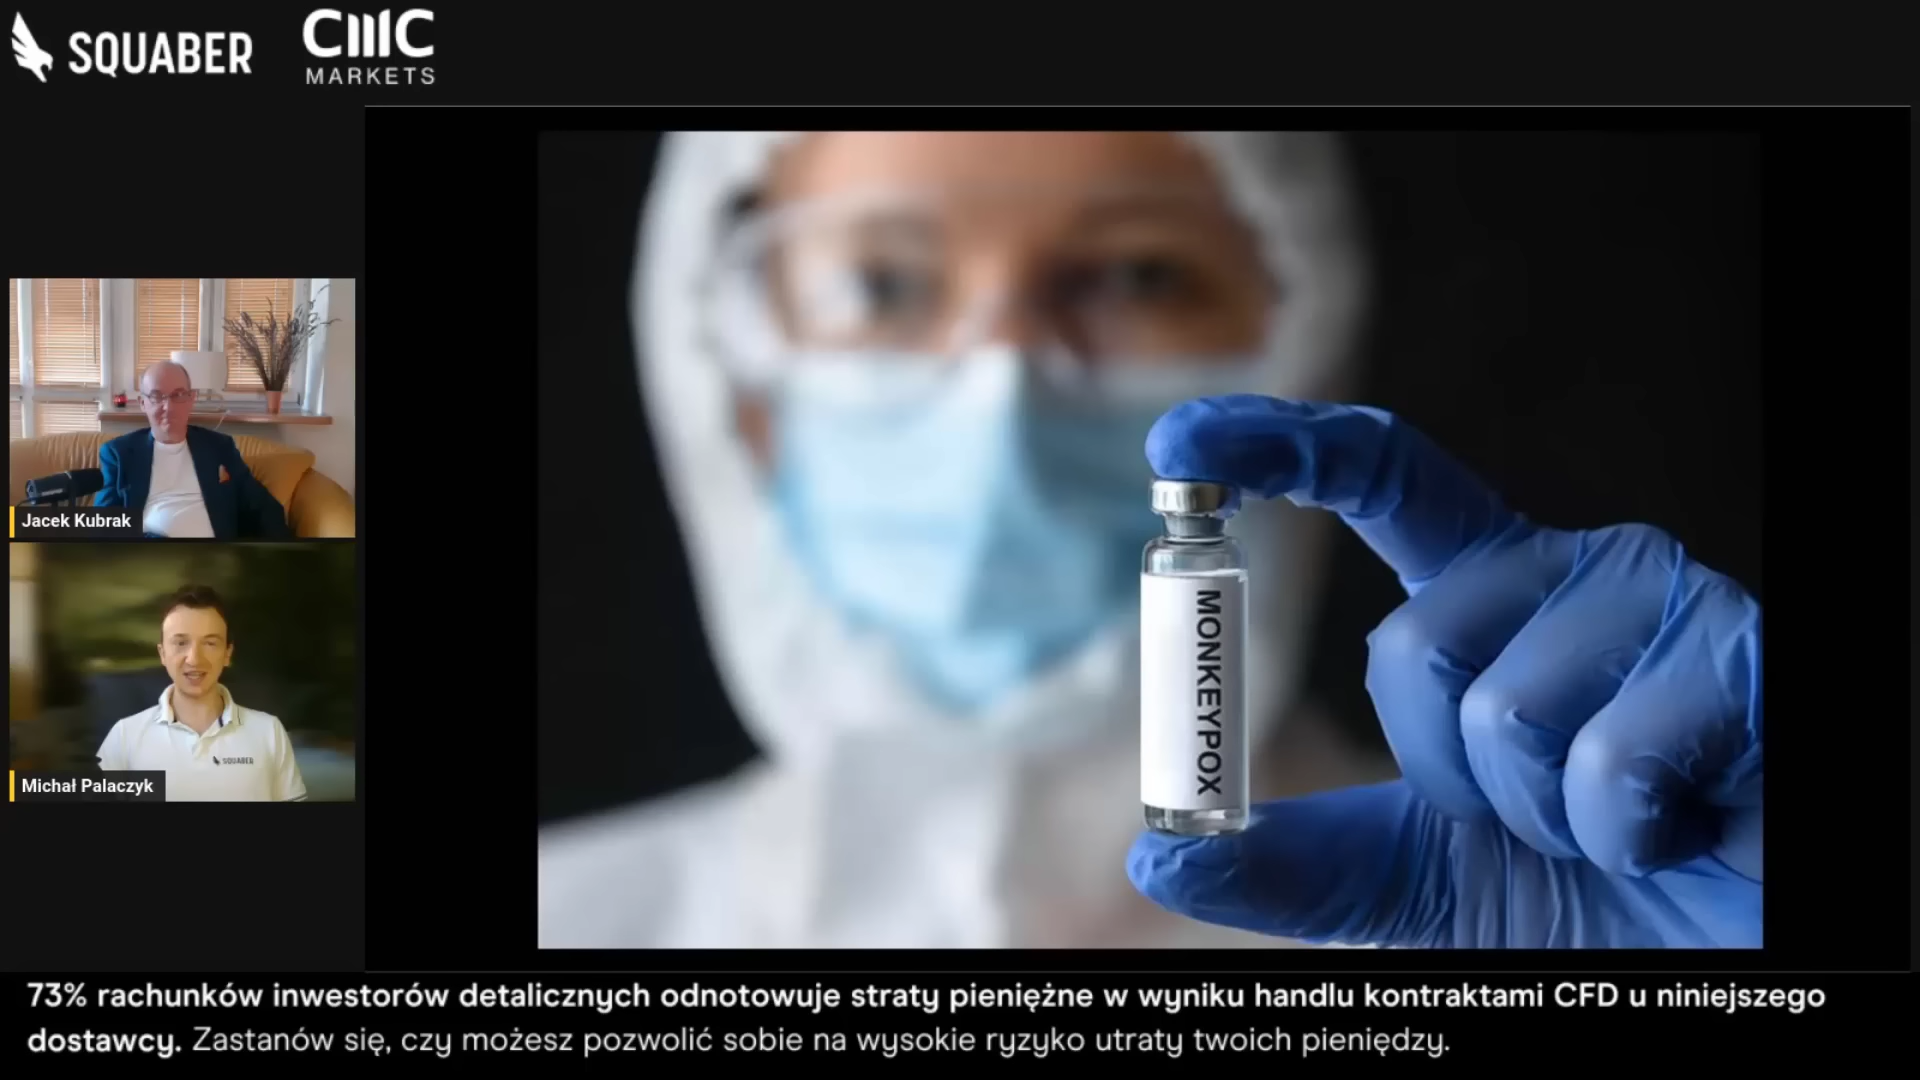 SQUABER
CMC
MARKETS
Jacek Kubrak
SQUABER
Michał Palaczyk
MONKEYPOX
73% rachunków inwestorów detalicznych odnotowuje straty pieniężne w wyniku handlu kontraktami CFD u niniejszego
dostawcy. Zastanów się, czy możesz pozwolić sobie na wysokie ryzyko utraty twoich pieniędzy.